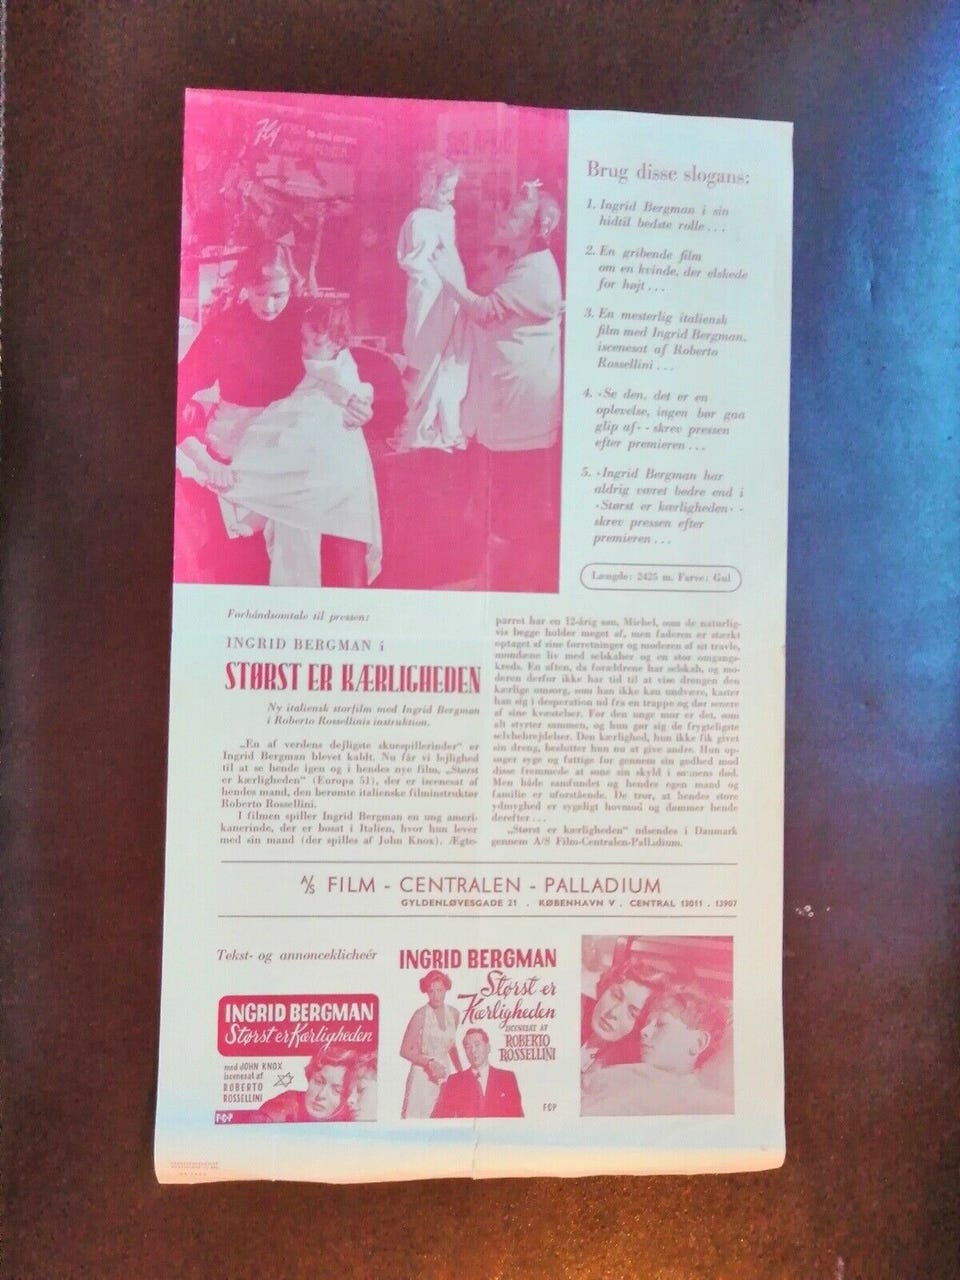 Fly
Brug disse slogans:
1. Ingrid Bergman i sin
hidtil bedste rolle . . .
2. En gribende film
om en kvinde, der elskede
for højt . . .
3. En mesterlig italiensk
film med Ingrid Bergman,
iscenesat af Roberto
Rossellini . . .
4. »Se den, det er en
oplevelse, ingen bør gaa
glip af« - skrev pressen
efter premieren . . .
5. »Ingrid Bergman har
aldrig været bedre end i
»Størst er kærligheden« -
skrev pressen efter
premieren . . .
Længde: 2425 m. Farve: Gul
Forhåndsomtale til pressen:
INGRID BERGMAN i
STØRST ER KÆRLIGHEDEN
Ny italiensk storfilm med Ingrid Bergman
i Roberto Rossellinis instruktion.
„En af verdens dejligste skuespillerinder“ er
Ingrid Bergman blevet kaldt. Nu får vi lejlighed
til at se hende igen og i hendes nye film, „Størst
er kærligheden“ (Europa 51), der er iscenesat af
hendes mand, den berømte italienske filminstruktør
Roberto Rossellini.
I filmen spiller Ingrid Bergman en ung ameri-
kanerinde, der er bosat i Italien, hvor hun lever
med sin mand (der spilles af John Knox). Ægte-
parret har en 12-årig søn, Michel, som de naturlig-
vis begge holder meget af, men faderen er stærkt
optaget af sine forretninger og moderen af sit travle,
mondæne liv med selskaber og en stor omgangs-
kreds. En aften, da forældrene har selskab, og mo-
deren derfor ikke har tid til at vise drengen den
kærlige omsorg, som han ikke kan undvære, kaster
han sig i desperation ud fra en trappe og dør senere
af sine kvæstelser. For den unge mor er det, som
alt styrter sammen, og hun gør sig de frygteligste
selvbebrejdelser. Den kærlighed, hun ikke fik givet
sin dreng, beslutter hun nu at give andre. Hun op-
søger syge og fattige for gennem sin godhed mod
disse fremmede at sone sin skyld i sønnens død.
Men både samfundet og hendes egen mand og
familie er uforstående. De tror, at hendes store
ydmyghed er sygeligt hovmod og dømmer hende
derefter . . .
„Størst er kærligheden“ udsendes i Danmark
gennem A/S Film-Centralen-Palladium.
A/S FILM - CENTRALEN - PALLADIUM
GYLDENLØVESGADE 21 . KØBENHAVN V . CENTRAL 13011 . 13907
Tekst- og annonceklicheér
INGRID BERGMAN
Størst er Kærligheden
med JOHN KNOX
iscenesat af
ROBERTO
ROSSELLINI
F·C·P
INGRID BERGMAN
Størst er
Kærligheden
ISCENESAT AF
ROBERTO
ROSSELLINI
FCP